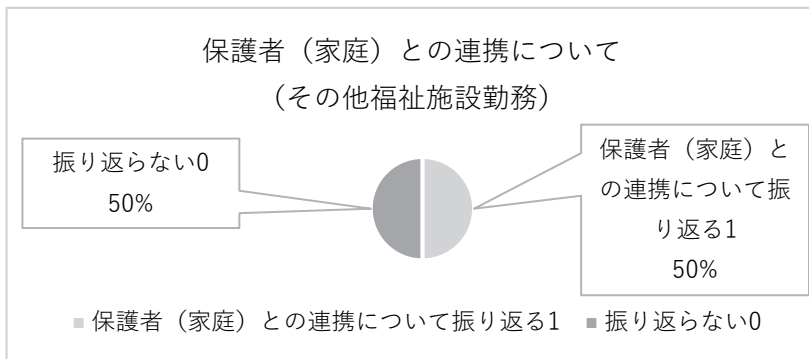 保護者（家庭）との連携について
（その他福祉施設勤務）
振り返らない0
50%
保護者（家庭）と
の連携について振
り返る1
50%
保護者（家庭）との連携について振り返る1
振り返らない0